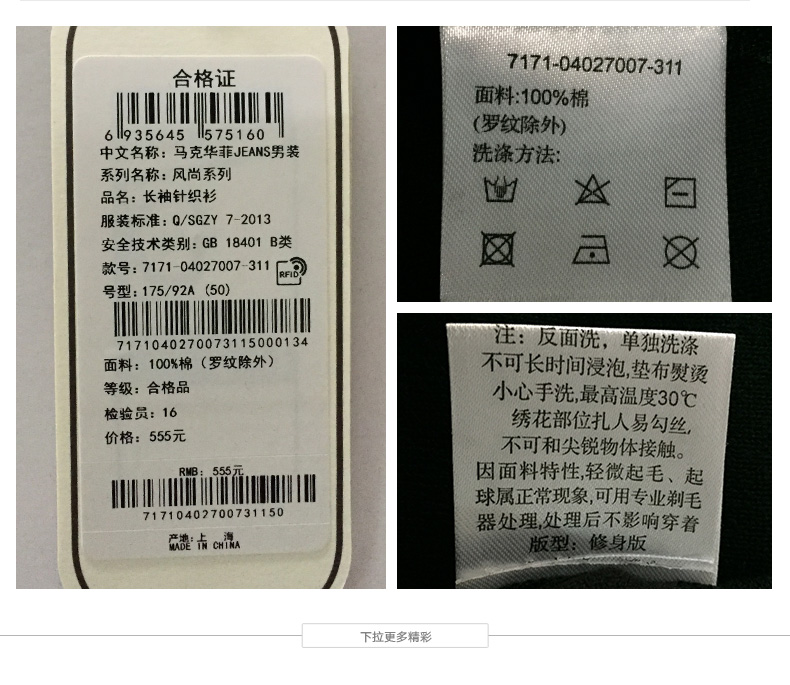 合格证
6 935645 575160
中文名称：马克华菲JEANS男装
系列名称：风尚系列
品名：长袖针织衫
服装标准：Q/SGZY 7-2013
安全技术类别：GB 18401 B类
款号：7171-04027007-311
RFID
号型：175/92A (50)
71710402700731150​00134
面料：100%棉（罗纹除外）
等级：合格品
检验员：16
价格：555元
RMB：555元
71710402700731150
产地：上 海
MADE IN CHINA
7171-04027007-311
面料:100%棉
(罗纹除外)
洗涤方法:
注：反面洗，单独洗涤
不可长时间浸泡,垫布熨烫
小心手洗,最高温度30℃
绣花部位扎人易勾丝,
不可和尖锐物体接触。
因面料特性,轻微起毛、起
球属正常现象,可用专业剃毛
器处理,处理后不影响穿着
版型：修身版
下拉更多精彩